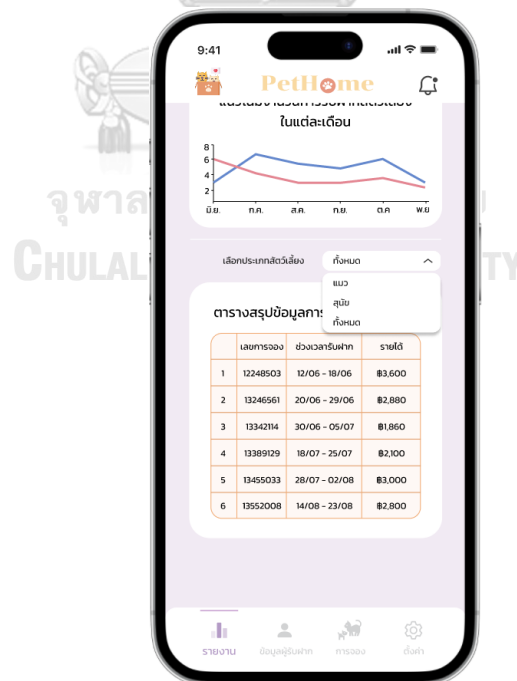 9:41
PetHome
ในแต่ละเดือน
8
6
4
2
มิ.ย. ก.ค. ส.ค. ก.ย. ต.ค พ.ย
จุฬาล
CHULAL TY
เลือกประเภทสัตว์เลี้ยง ทั้งหมด
แมว
สุนัข
ทั้งหมด
ตารางสรุปข้อมูลการ
เลขการจอง ช่วงเวลารับฝาก รายได้
1 12248503 12/06 - 18/06 ฿3,600
2 13246561 20/06 - 29/06 ฿2,880
3 13342114 30/06 - 05/07 ฿1,860
4 13389129 18/07 - 25/07 ฿2,100
5 13455033 28/07 - 02/08 ฿3,000
6 13552008 14/08 - 23/08 ฿2,800
รายงาน ข้อมูลผู้รับฝาก การจอง ตั้งค่า